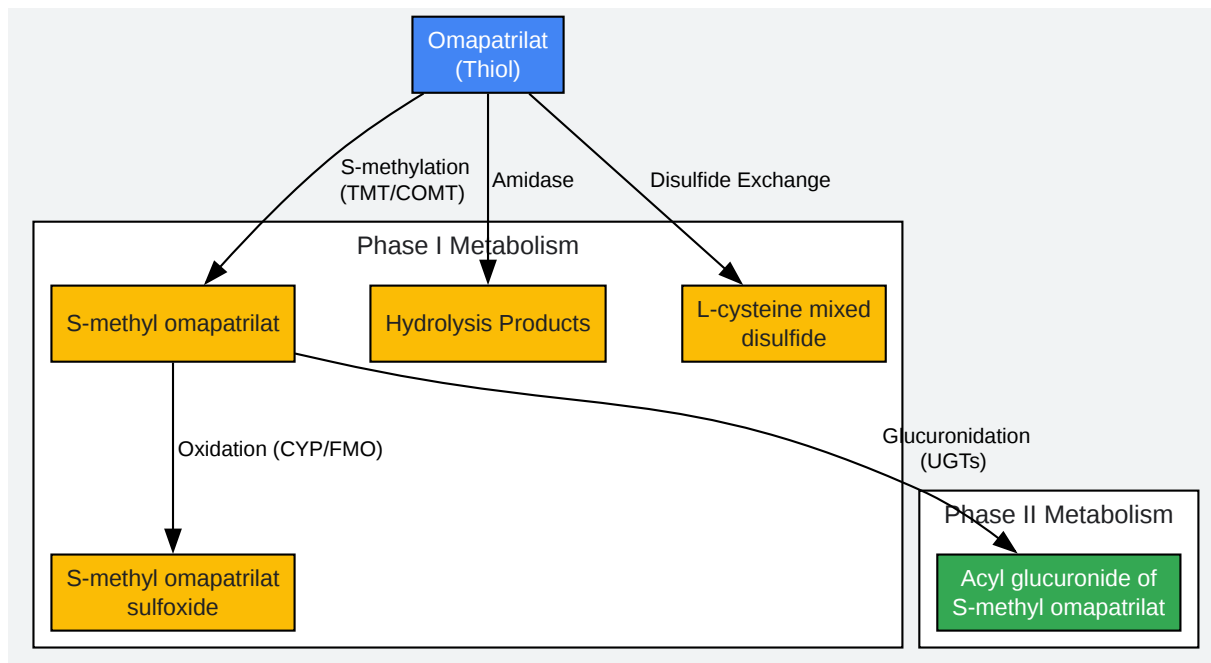 Omapatrilat
(Thiol)
S-methylation
(TMT/COMT)
Amidase
Disulfide Exchange
Phase I Metabolism
S-methyl omapatrilat
Hydrolysis Products
L-cysteine mixed
disulfide
Oxidation (CYP/FMO)
Glucuronidation
(UGTs)
Phase II Metabolism
S-methyl omapatrilat
sulfoxide
Acyl glucuronide of
S-methyl omapatrilat